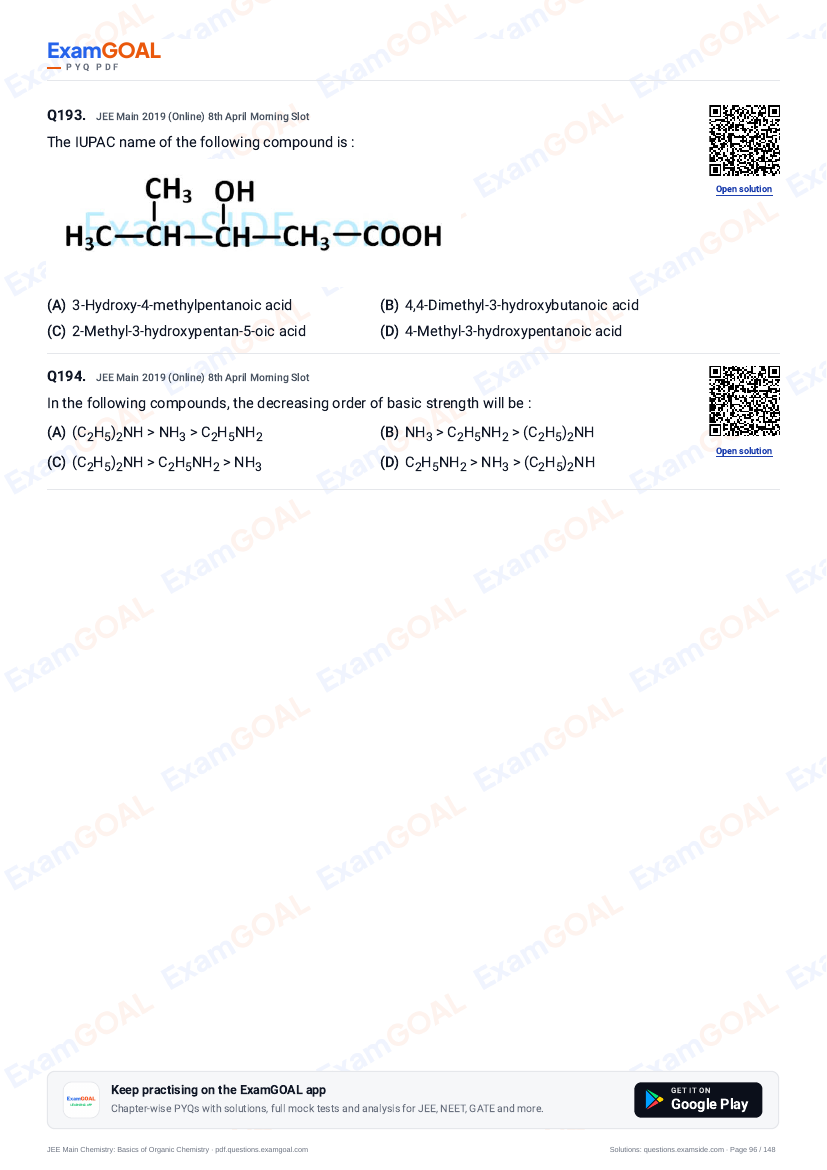 ExamGOAL
PYQ PDF
Q193. JEE Main 2019 (Online) 8th April Morning Slot
The IUPAC name of the following compound is :
CH₃ OH
H₃C—CH—CH—CH₃—COOH
ExamSIDE.com
Open solution
(A) 3-Hydroxy-4-methylpentanoic acid (B) 4,4-Dimethyl-3-hydroxybutanoic acid
(C) 2-Methyl-3-hydroxypentan-5-oic acid (D) 4-Methyl-3-hydroxypentanoic acid
Q194. JEE Main 2019 (Online) 8th April Morning Slot
In the following compounds, the decreasing order of basic strength will be :
(A) (C₂H₅)₂NH > NH₃ > C₂H₅NH₂ (B) NH₃ > C₂H₅NH₂ > (C₂H₅)₂NH
Open solution
(C) (C₂H₅)₂NH > C₂H₅NH₂ > NH₃ (D) C₂H₅NH₂ > NH₃ > (C₂H₅)₂NH
Keep practising on the ExamGOAL app
Chapter-wise PYQs with solutions, full mock tests and analysis for JEE, NEET, GATE and more.
GET IT ON
Google Play
JEE Main Chemistry: Basics of Organic Chemistry · pdf.questions.examgoal.com Solutions: questions.examside.com · Page 96 / 148